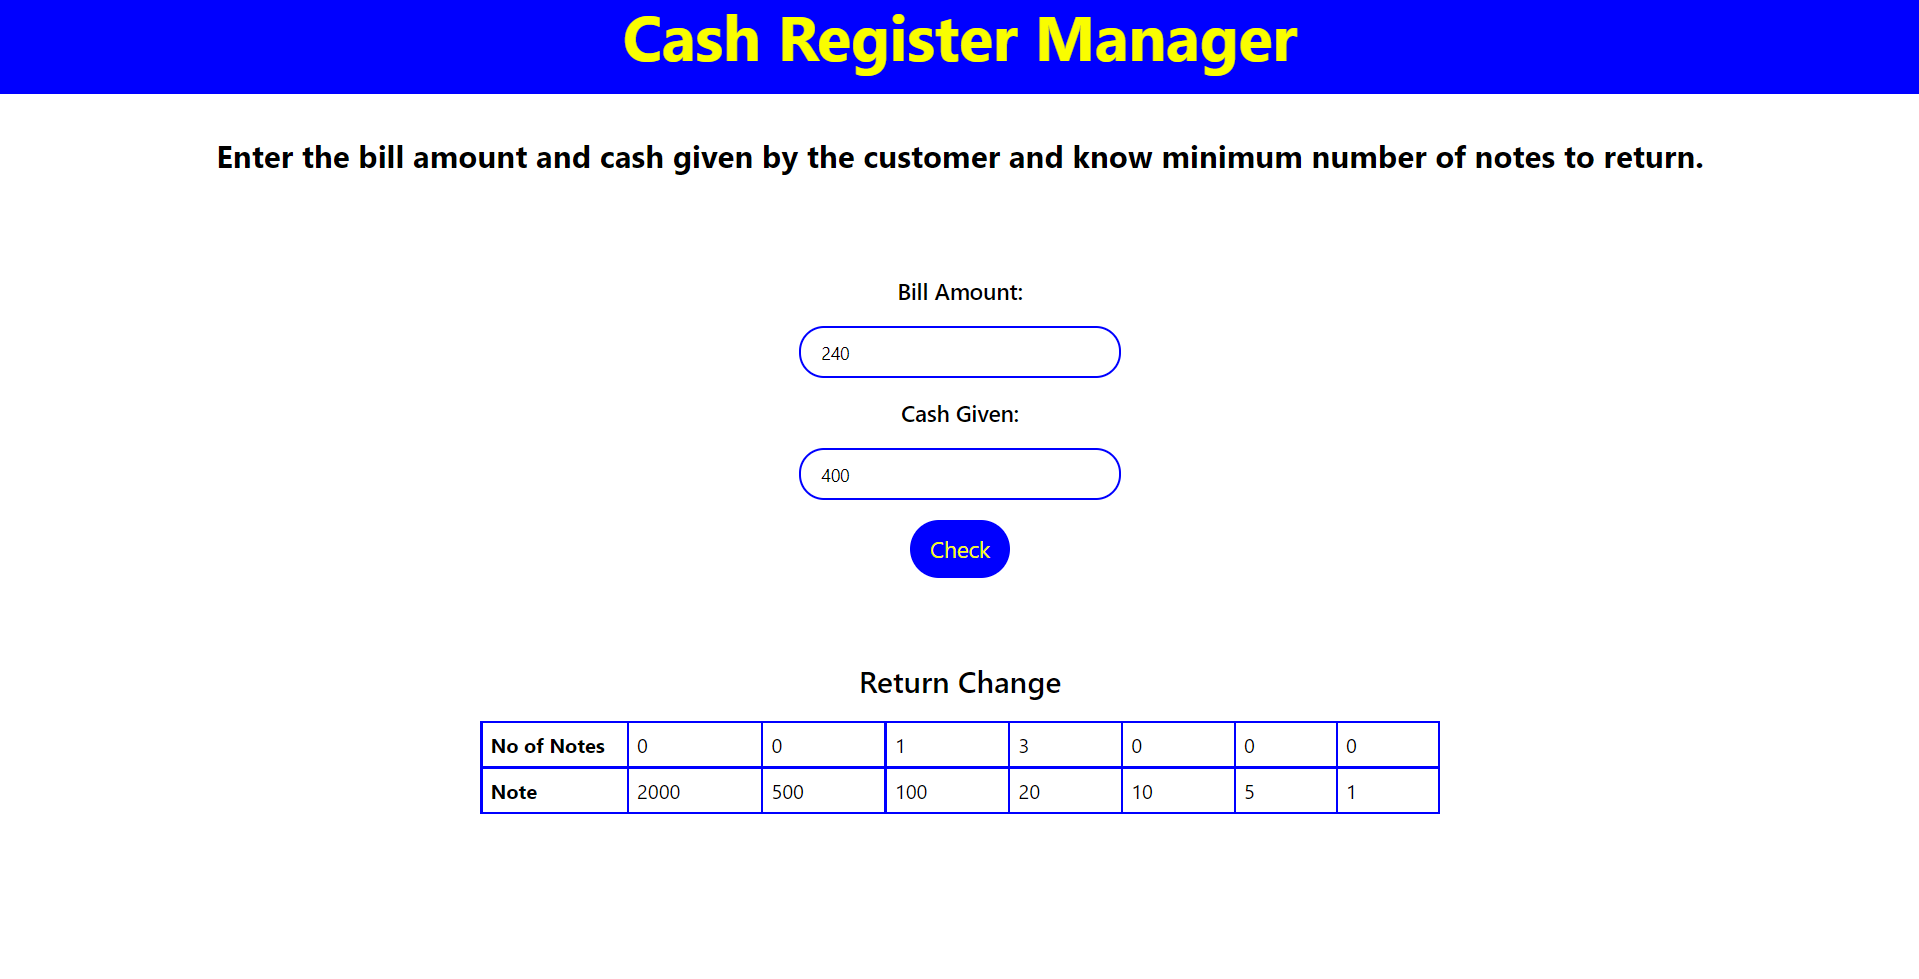 Cash Register Manager
Enter the bill amount and cash given by the customer and know minimum number of notes to return.
Bill Amount:
240
Cash Given:
400
Check
Return Change
No of Notes 0 0 1 3 0 0 0
Note 2000 500 100 20 10 5 1